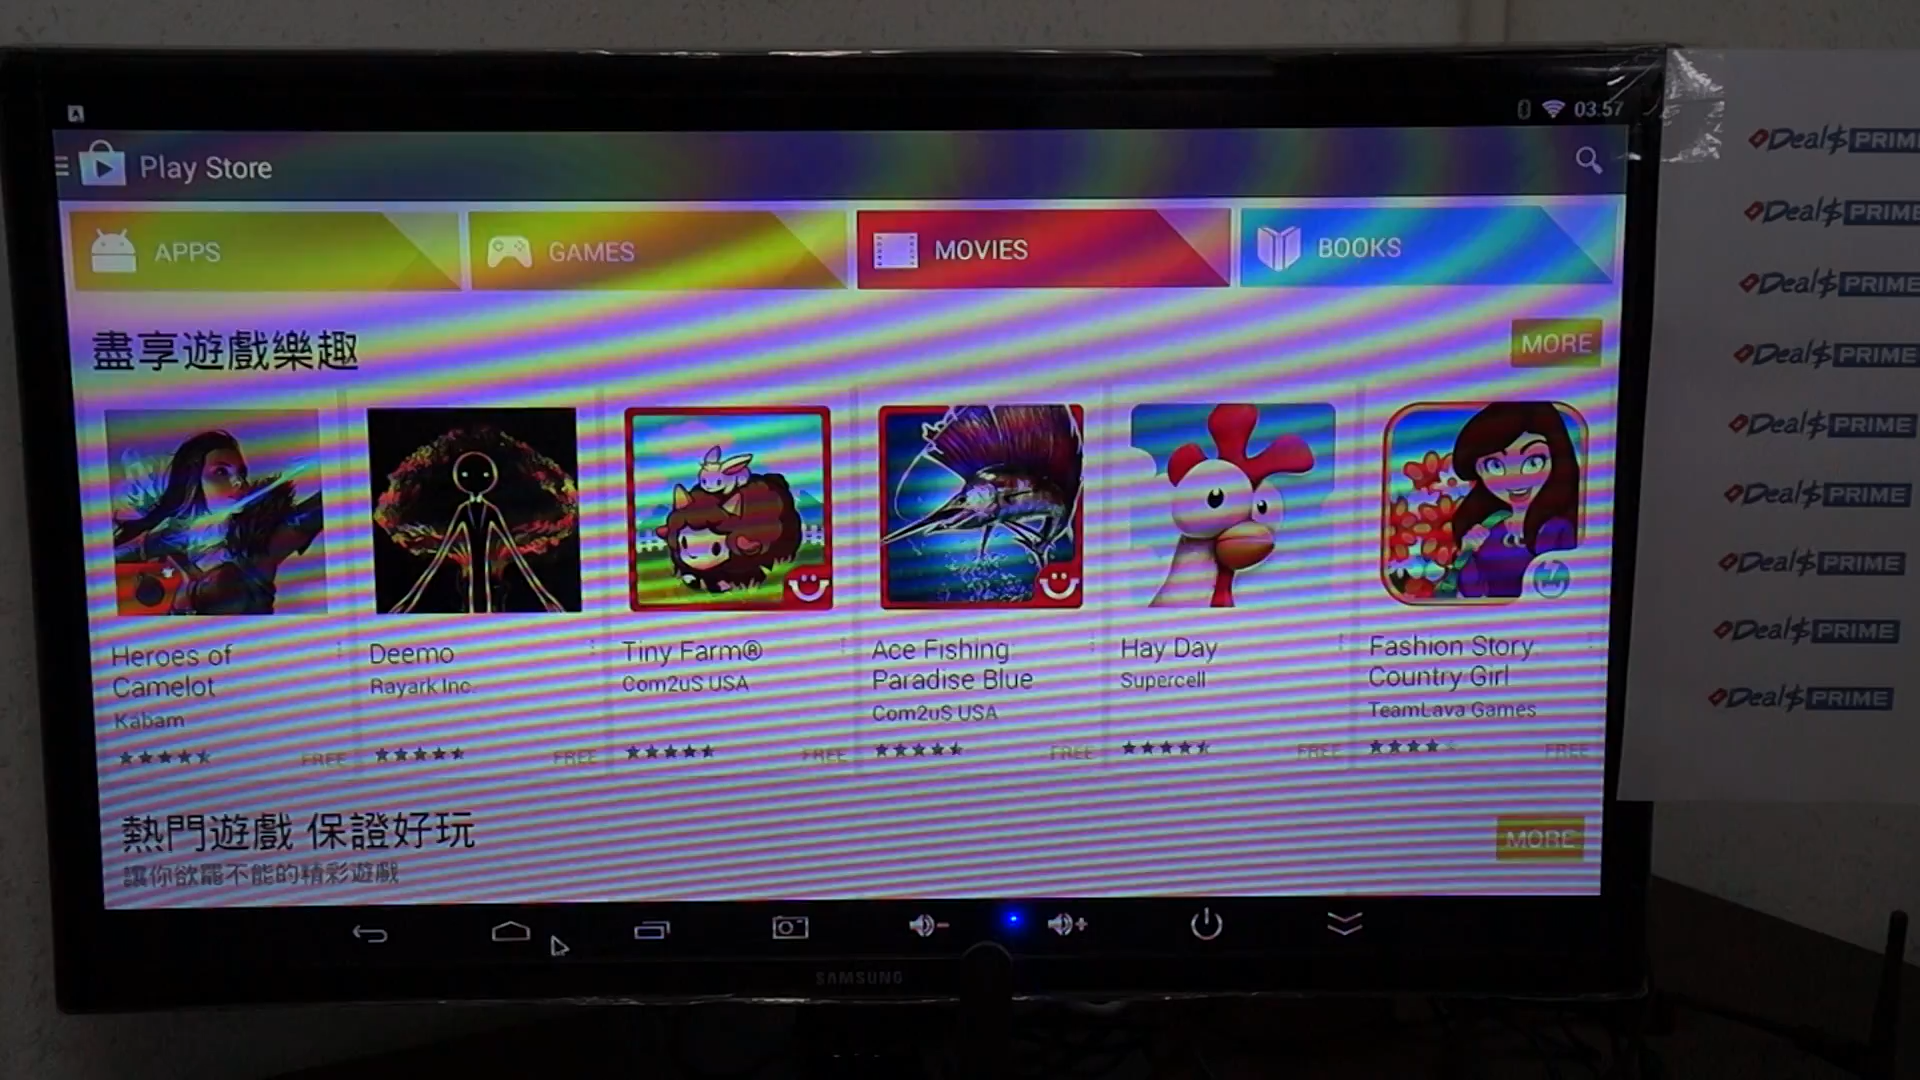 03:57
Play Store
APPS
GAMES
MOVIES
BOOKS
盡享遊戲樂趣
MORE
Heroes of
Camelot
Kabam
FREE
Deemo
Rayark Inc.
FREE
Tiny Farm®
Com2uS USA
FREE
Ace Fishing:
Paradise Blue
Com2uS USA
FREE
Hay Day
Supercell
FREE
Fashion Story
Country Girl
TeamLava Games
FREE
熱門遊戲 保證好玩
讓你欲罷不能的精彩遊戲
MORE
SAMSUNG
Deal$ PRIME
Deal$ PRIME
Deal$ PRIME
Deal$ PRIME
Deal$ PRIME
Deal$ PRIME
Deal$ PRIME
Deal$ PRIME
Deal$ PRIME